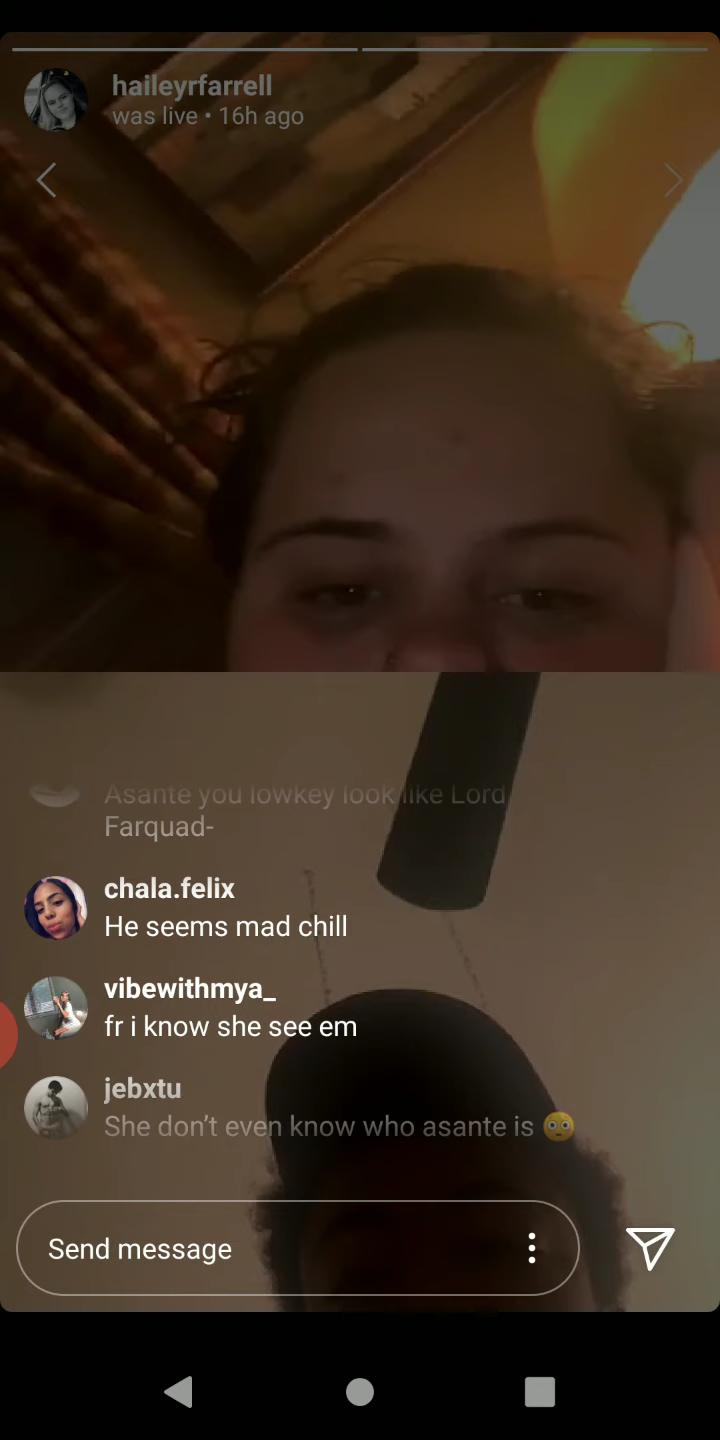 haileyrfarrell
was live • 16h ago
Asante you lowkey look like Lord
Farquad-
chala.felix
He seems mad chill
vibewithmya_
fr i know she see em
jebxtu
She don’t even know who asante is 😳
Send message